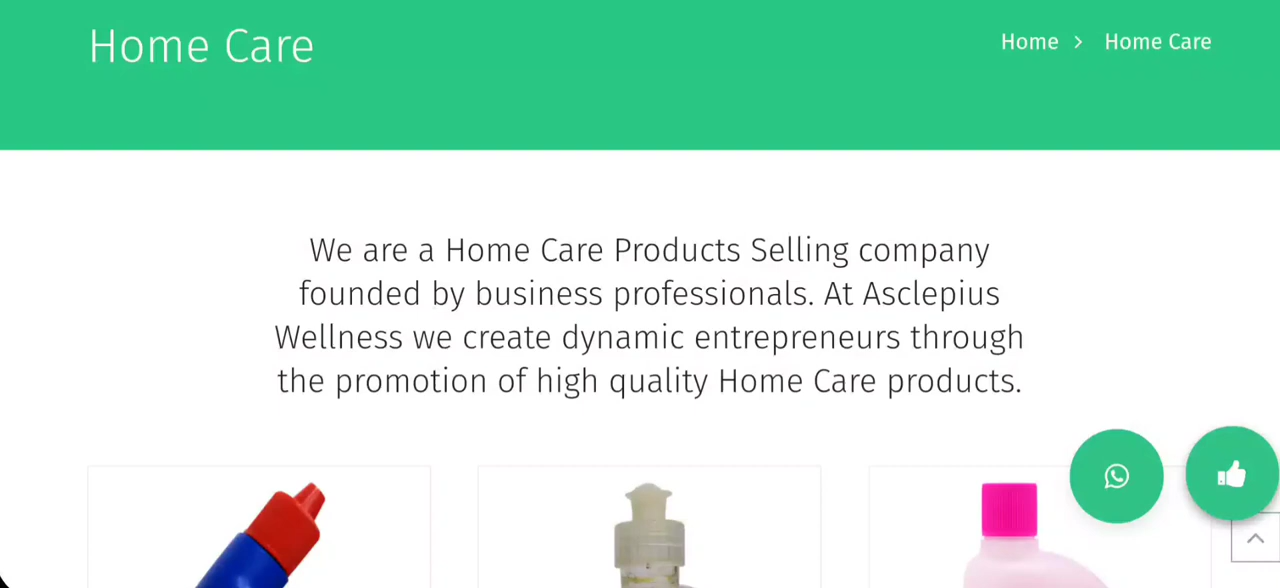 Home Care
Home > Home Care
We are a Home Care Products Selling company
founded by business professionals. At Asclepius
Wellness we create dynamic entrepreneurs through
the promotion of high quality Home Care products.